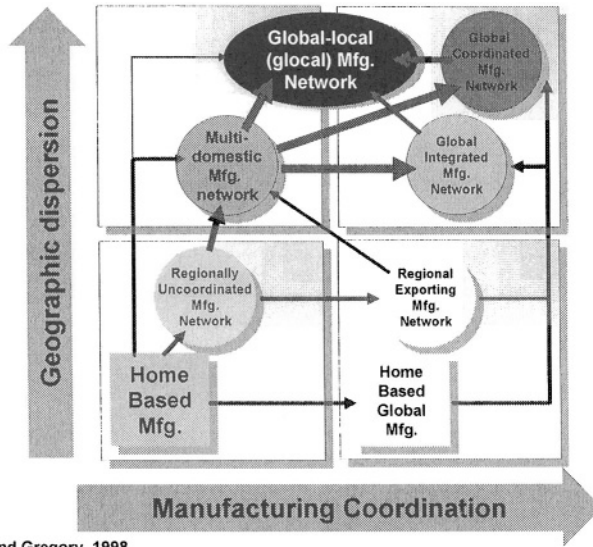 Global-local
(glocal) Mfg.
Network
Global
Coordinated
Mfg.
Network
Multi-
domestic
Mfg.
network
Global
Integrated
Mfg.
Network
Regionally
Uncoordinated
Mfg.
Network
Regional
Exporting
Mfg.
Network
Home
Based
Mfg.
Home
Based
Global
Mfg.
Geographic dispersion
Manufacturing Coordination
Gregory, 1998